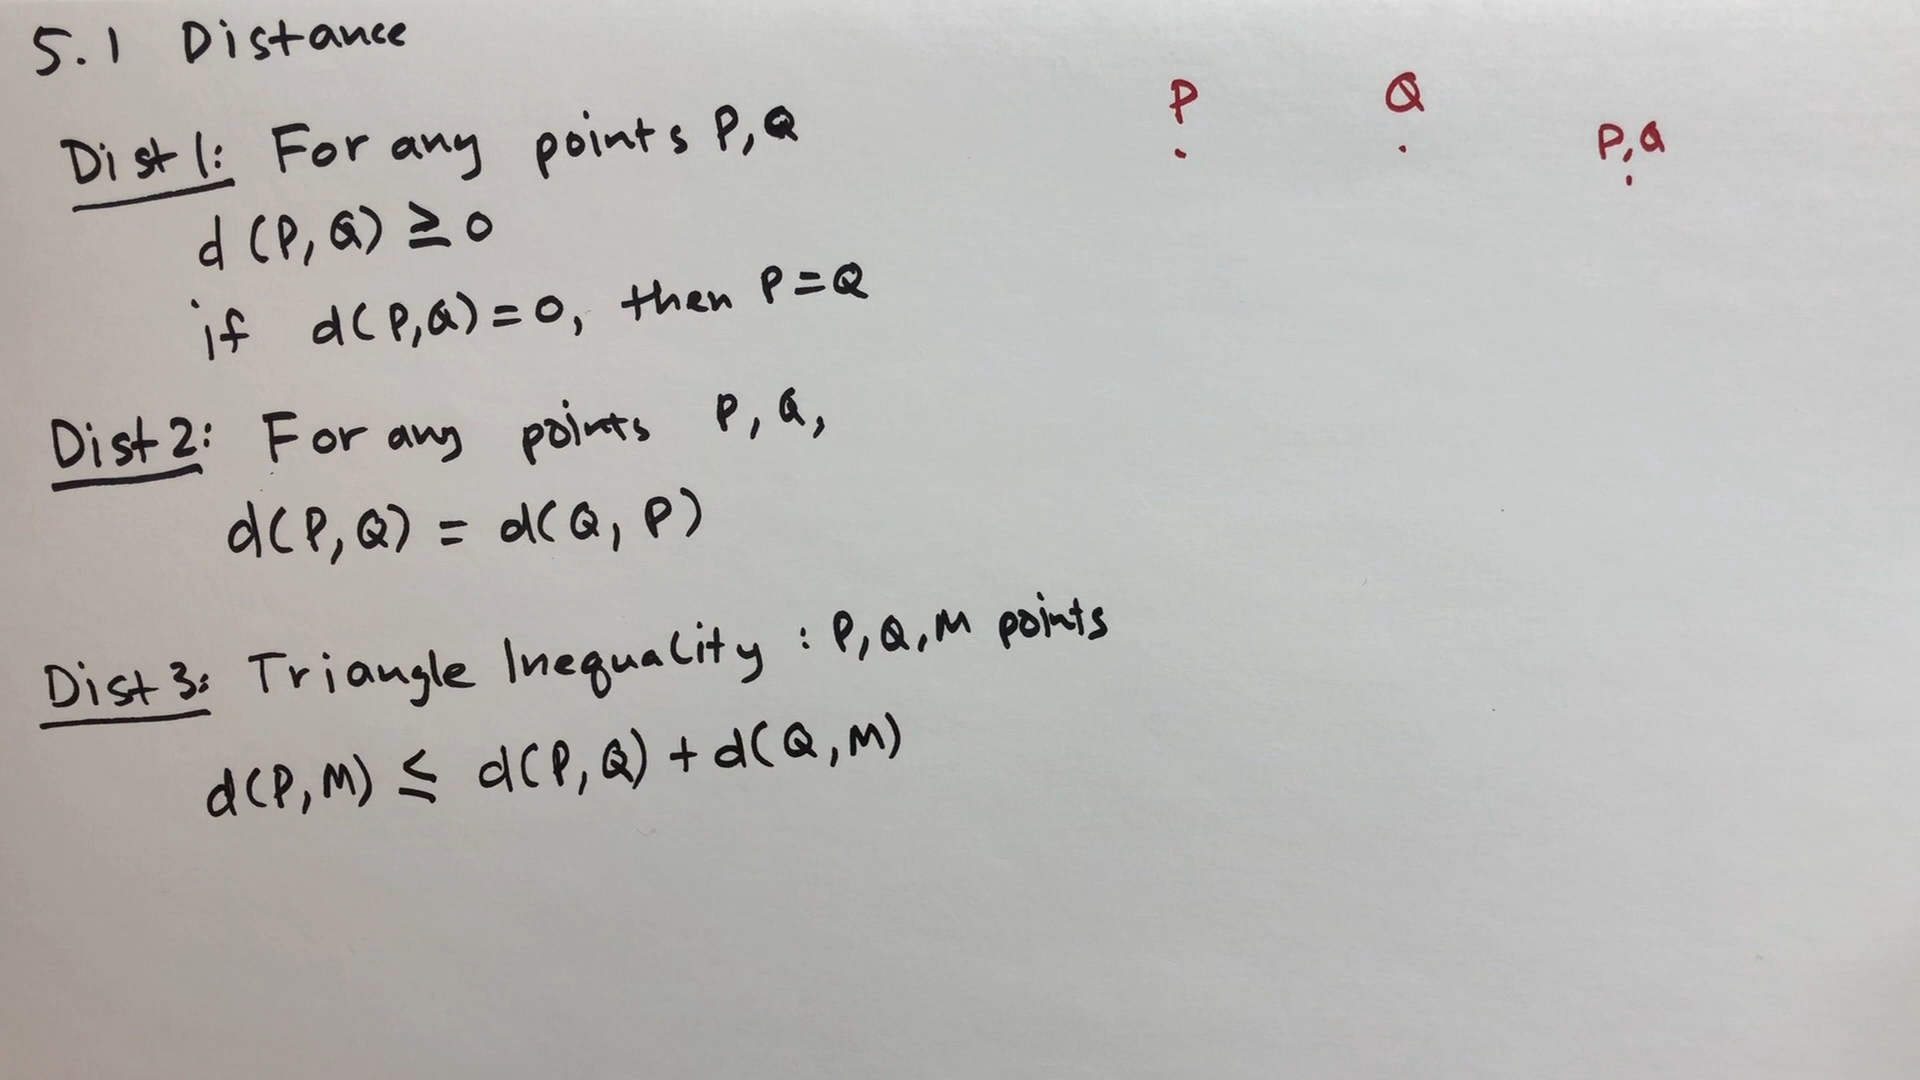 5.1 Distance
P
Q
P,Q
Dist 1: For any points P,Q
d(P,Q) ≥ 0
if d(P,Q)=0, then P=Q
Dist 2: For any points P, Q,
d(P,Q) = d(Q, P)
Dist 3: Triangle Inequality : P,Q,M points
d(P,M) ≤ d(P,Q) + d(Q,M)